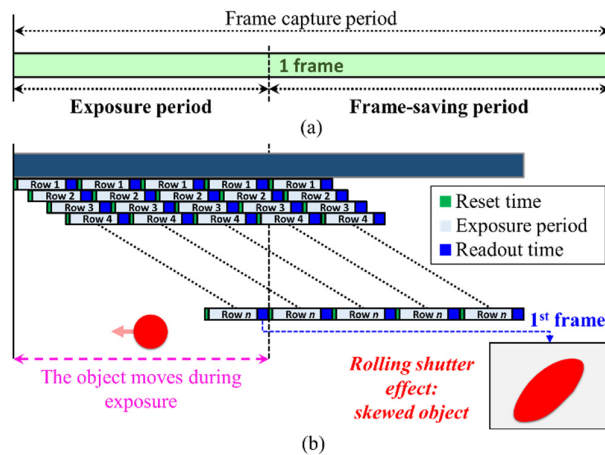 Frame capture period
1 frame
Exposure period Frame-saving period
(a)
Row 1 Row 1 Row 1 Row 1 Row 1
Row 2 Row 2 Row 2 Row 2 Row 2
Row 3 Row 3 Row 3 Row 3 Row 3
Row 4 Row 4 Row 4 Row 4 Row 4
Reset time
Exposure period
Readout time
Row n Row n Row n Row n Row n
1st frame
The object moves during
exposure
Rolling shutter
effect:
skewed object
(b)